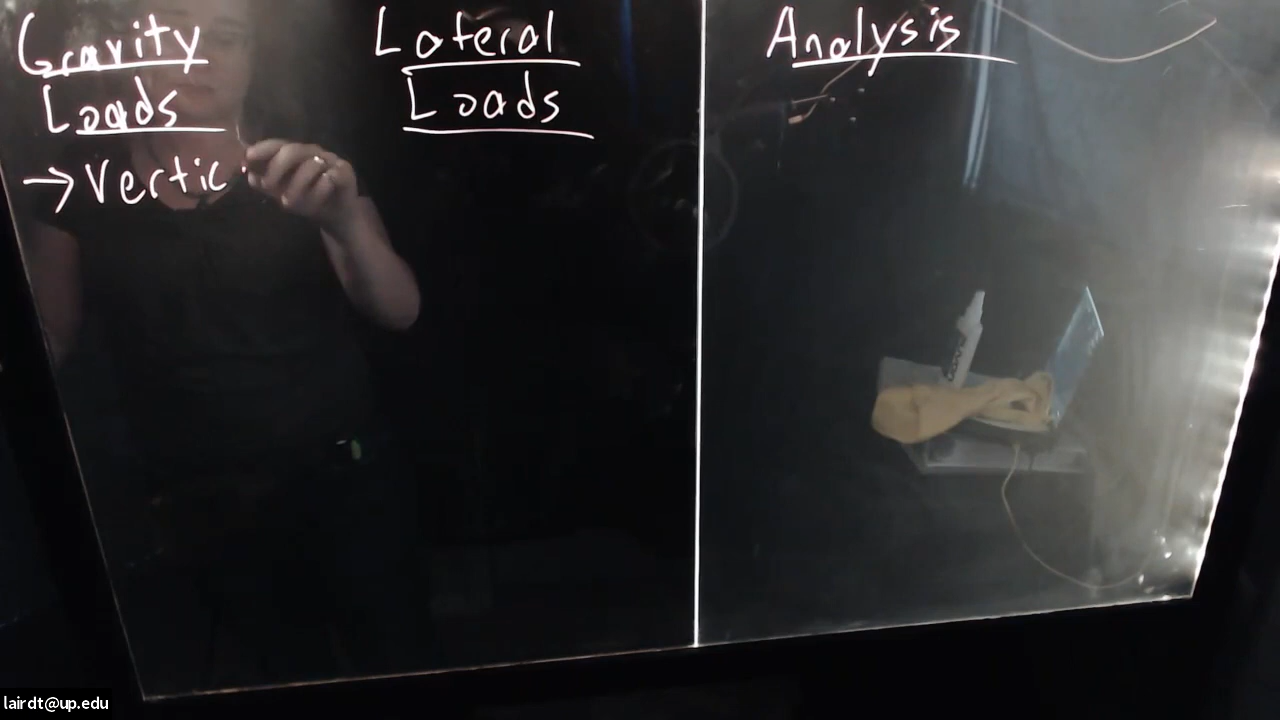 Gravity
Loads
→ Vertic
Lateral
Loads
Analysis
lairdt@up.edu